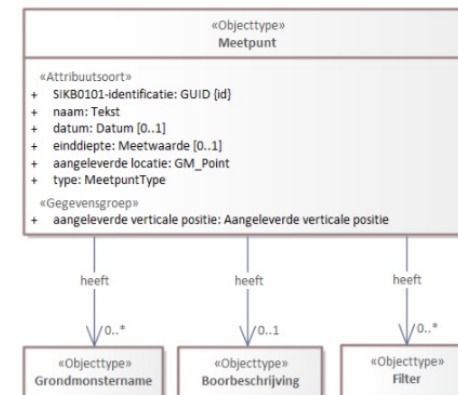 «Objecttype»
Meetpunt
«Attribuutsoort»
+ SIKB0101-identificatie: GUID {id}
+ naam: Tekst
+ datum: Datum [0..1]
+ einddiepte: Meetwaarde [0..1]
+ aangeleverde locatie: GM_Point
+ type: MeetpuntType
«Gegevensgroep»
+ aangeleverde verticale positie: Aangeleverde verticale positie
heeft heeft heeft
0..* 0..1 0..*
«Objecttype» «Objecttype» «Objecttype»
Grondmonstername Boorbeschrijving Filter